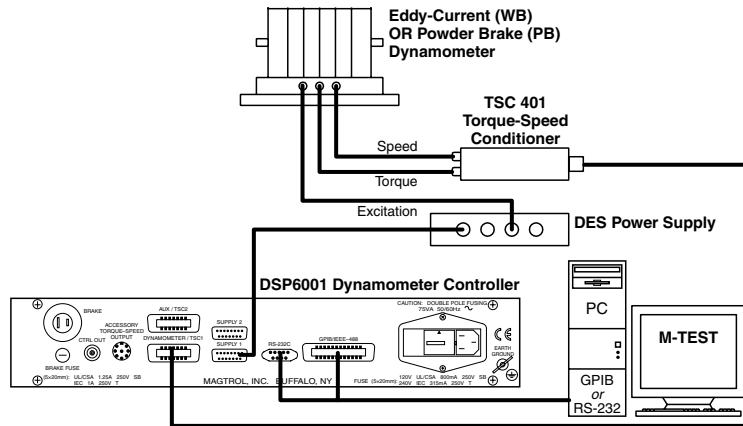 Eddy-Current (WB)
OR Powder Brake (PB)
Dynamometer
TSC 401
Torque-Speed
Conditioner
Speed
Torque
Excitation
DES Power Supply
DSP6001 Dynamometer Controller
BRAKE
BRAKE FUSE
CTRL OUT
ACCESSORY
TORQUE–SPEED
OUTPUT
AUX / TSC2
DYNAMOMETER / TSC1
SUPPLY 2
SUPPLY 1
RS-232C
GPIB/IEEE–488
CAUTION: DOUBLE POLE FUSING
75VA 50/60Hz
CE
EARTH
GROUND
(5x20mm): UL/CSA 1.25A 250V SB
IEC 1A 250V T
MAGTROL, INC. BUFFALO, NY
FUSE (5x20mm): 120V UL/CSA 800mA 250V SB
240V IEC 315mA 250V T
PC
GPIB
or
RS-232
M-TEST